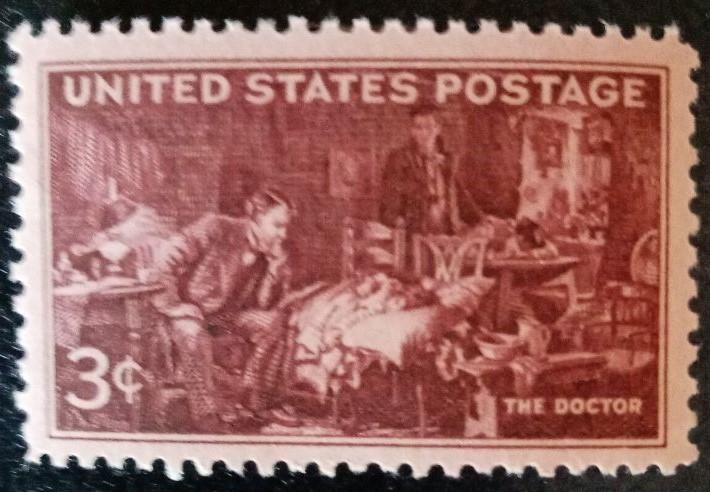 UNITED STATES POSTAGE
3¢
THE DOCTOR